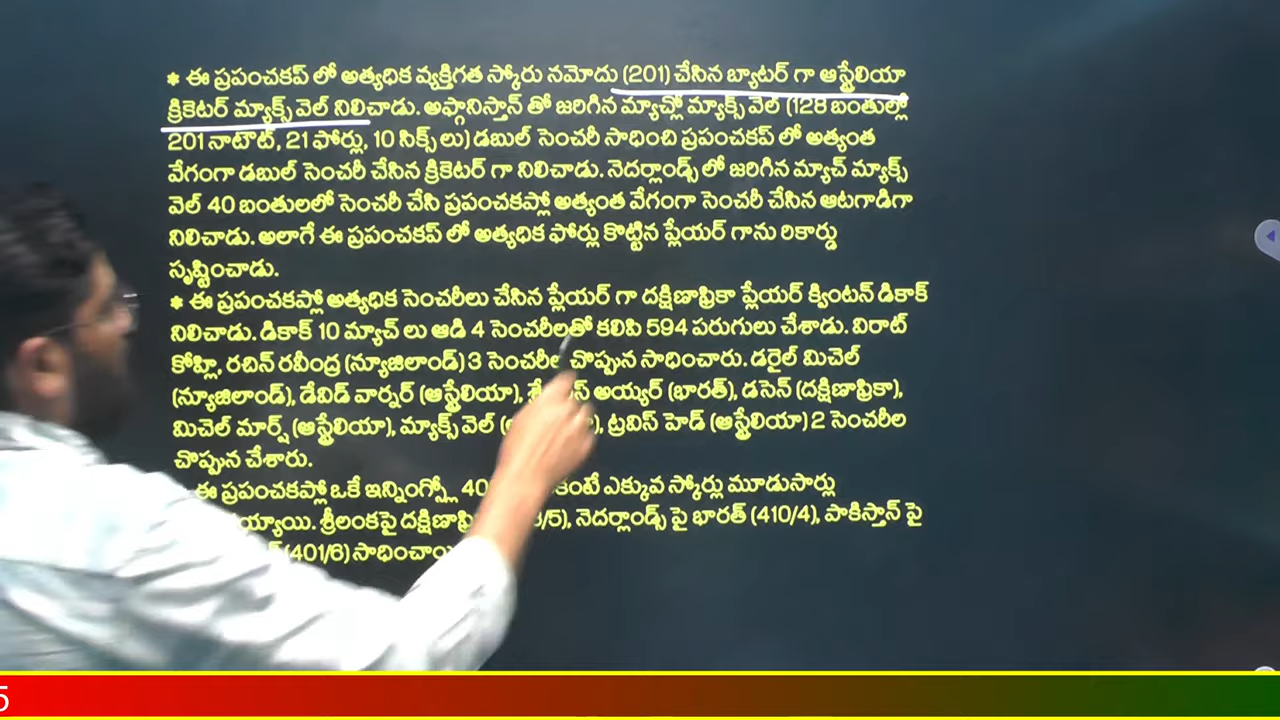 * ఈ ప్రపంచకప్ లో అత్యధిక వ్యక్తిగత స్కోరు నమోదు (201) చేసిన బ్యాటర్ గా ఆస్ట్రేలియా
క్రికెటర్ మ్యాక్స్ వెల్ నిలిచాడు. అఫ్గానిస్తాన్ తో జరిగిన మ్యాచ్లో మ్యాక్స్ వెల్ (128 బంతుల్లో
201 నాటౌట్, 21 ఫోర్లు, 10 సిక్స్ లు) డబుల్ సెంచరీ సాధించి ప్రపంచకప్ లో అత్యంత
వేగంగా డబుల్ సెంచరీ చేసిన క్రికెటర్ గా నిలిచాడు. నెదర్లాండ్స్ లో జరిగిన మ్యాచ్ మ్యాక్స్
వెల్ 40 బంతులలో సెంచరీ చేసి ప్రపంచకప్లో అత్యంత వేగంగా సెంచరీ చేసిన ఆటగాడిగా
నిలిచాడు. అలాగే ఈ ప్రపంచకప్ లో అత్యధిక ఫోర్లు కొట్టిన ప్లేయర్ గాను రికార్డు
సృష్టించాడు.
* ఈ ప్రపంచకప్లో అత్యధిక సెంచరీలు చేసిన ప్లేయర్ గా దక్షిణాఫ్రికా ప్లేయర్ క్వింటన్ డికాక్
నిలిచాడు. డికాక్ 10 మ్యాచ్ లు ఆడి 4 సెంచరీలతో కలిపి 594 పరుగులు చేశాడు. విరాట్
కోహ్లి, రచిన్ రవీంద్ర (న్యూజిలాండ్) 3 సెంచరీల చొప్పున సాధించారు. డరైల్ మిచెల్
(న్యూజిలాండ్), డేవిడ్ వార్నర్ (ఆస్ట్రేలియా), అయ్యర్ (భారత్), డసెన్ (దక్షిణాఫ్రికా),
మిచెల్ మార్ష్ (ఆస్ట్రేలియా), మ్యాక్స్ వెల్ ట్రవిస్ హెడ్ (ఆస్ట్రేలియా) 2 సెంచరీల
చొప్పున చేశారు.
ఈ ప్రపంచకప్లో ఒకే ఇన్నింగ్స్లో ఎక్కువ స్కోర్లు మూడుసార్లు
శ్రీలంకపై నెదర్లాండ్స్ పై భారత్ (410/4), పాకిస్తాన్ పై
(401/6)
5